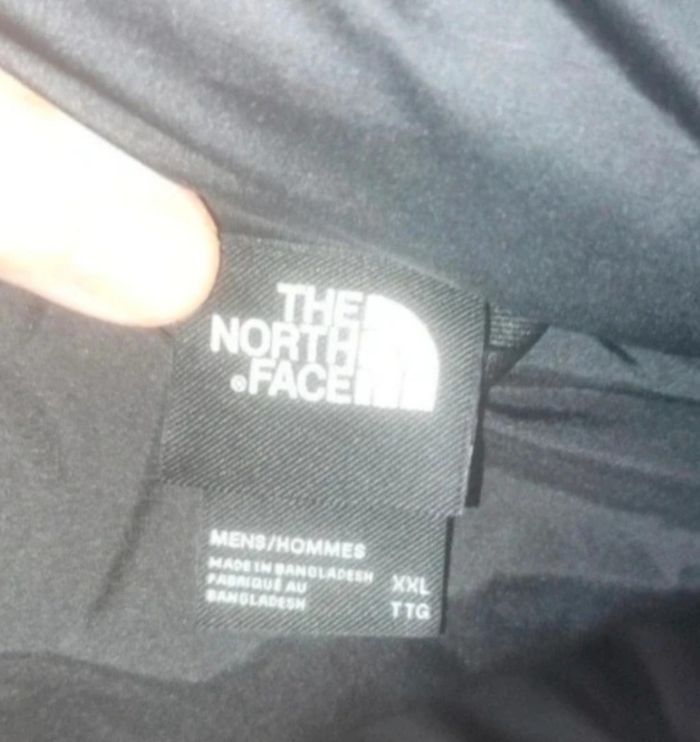 THE
NORTH
®FACE
MENS/HOMMES
MADE IN BANGLADESH
FABRIQUÉ AU
BANGLADESH
XXL
TTG